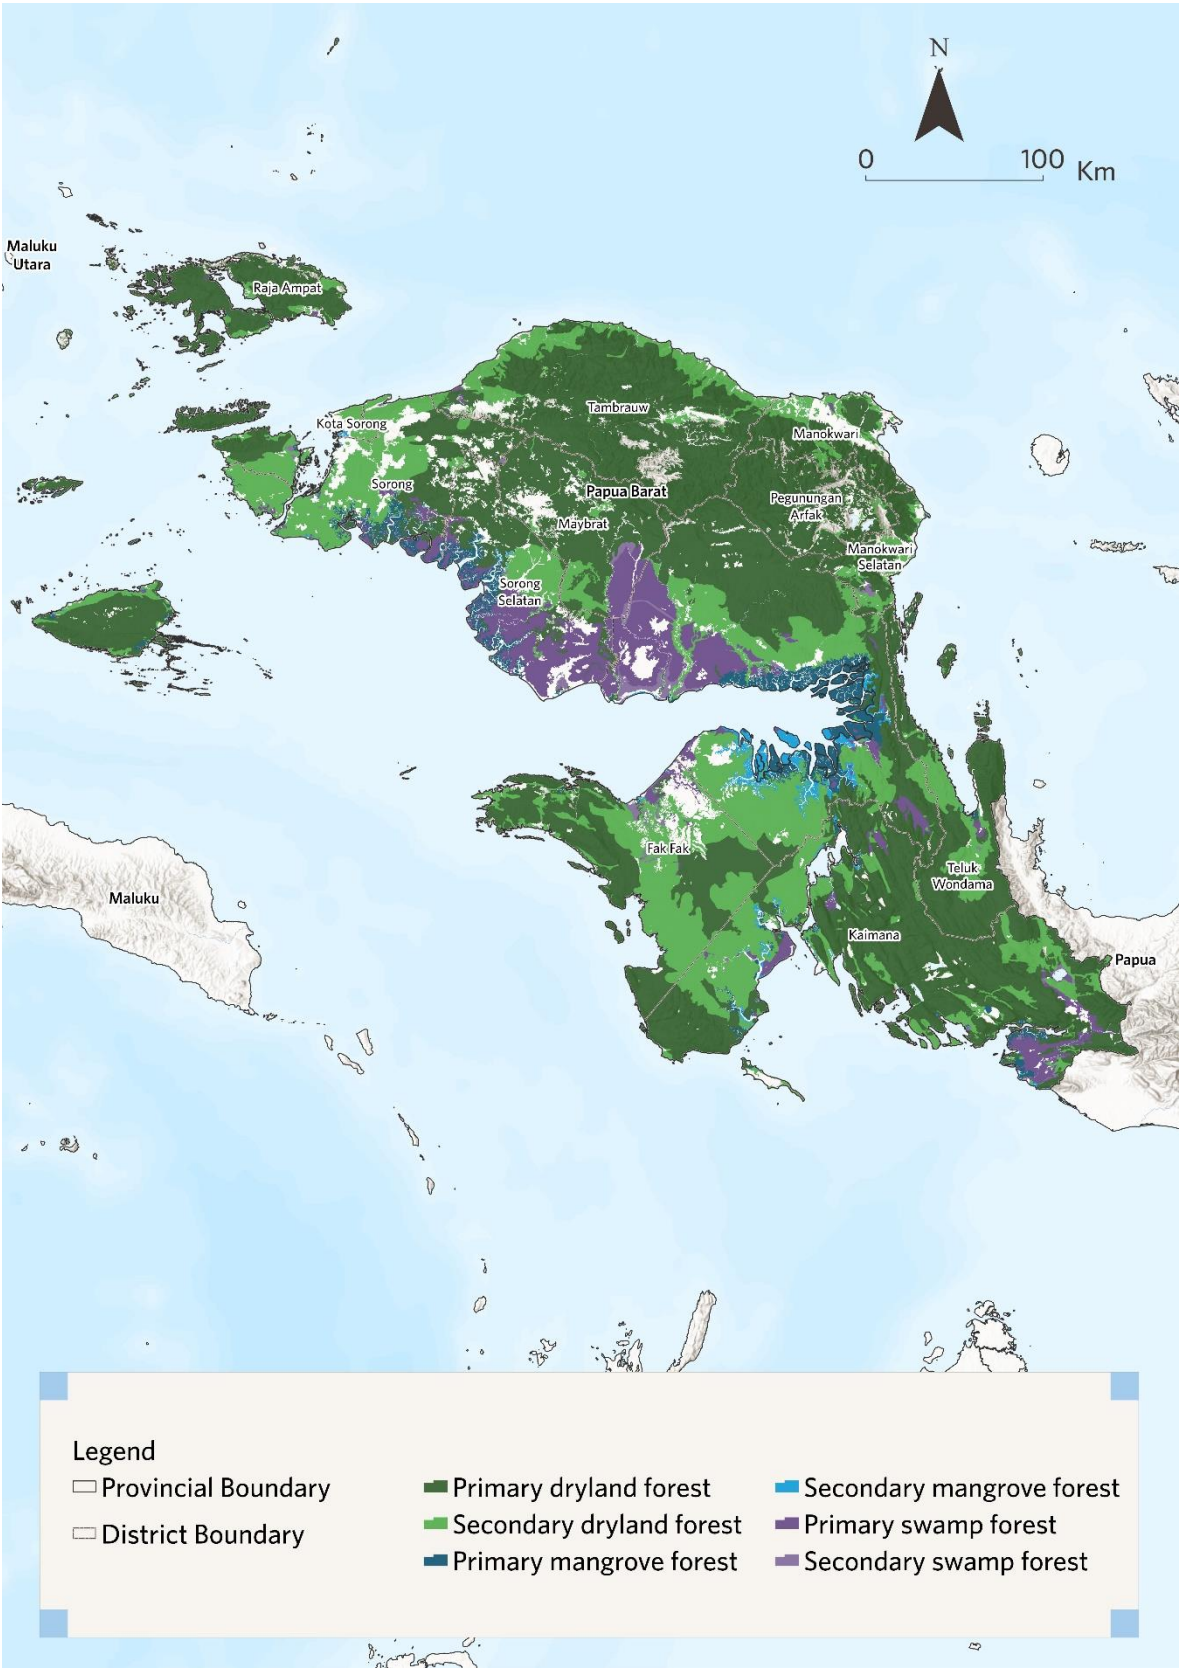 N
0 100 Km
Maluku
Utara
Raja Ampat
Tambrauw
Kota Sorong
Manokwari
Sorong
Papua Barat
Pegunungan
Arfak
Maybrat
Manokwari
Selatan
Sorong
Selatan
Fak Fak
Teluk
Wondama
Maluku
Kaimana
Papua
Legend
Provincial Boundary
District Boundary
Primary dryland forest
Secondary dryland forest
Primary mangrove forest
Secondary mangrove forest
Primary swamp forest
Secondary swamp forest